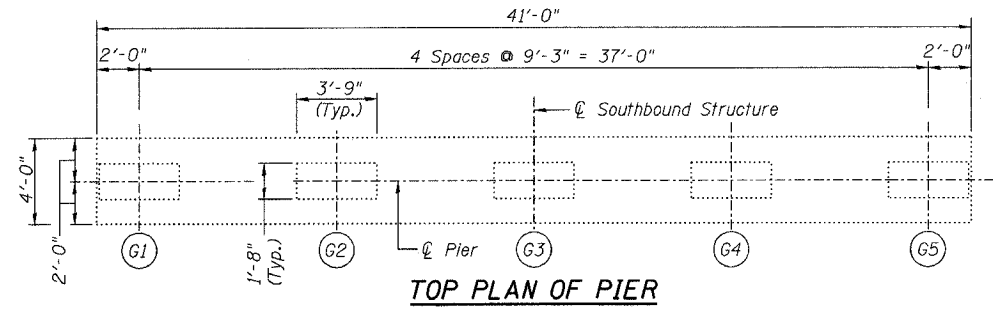 41'-0"
2'-0"
4 Spaces @ 9'-3" = 37'-0"
2'-0"
3'-9"
(Typ.)
℄ Southbound Structure
4'-0"
2'-0"
1'-8"
(Typ.)
℄ Pier
G1
G2
G3
G4
G5
TOP PLAN OF PIER